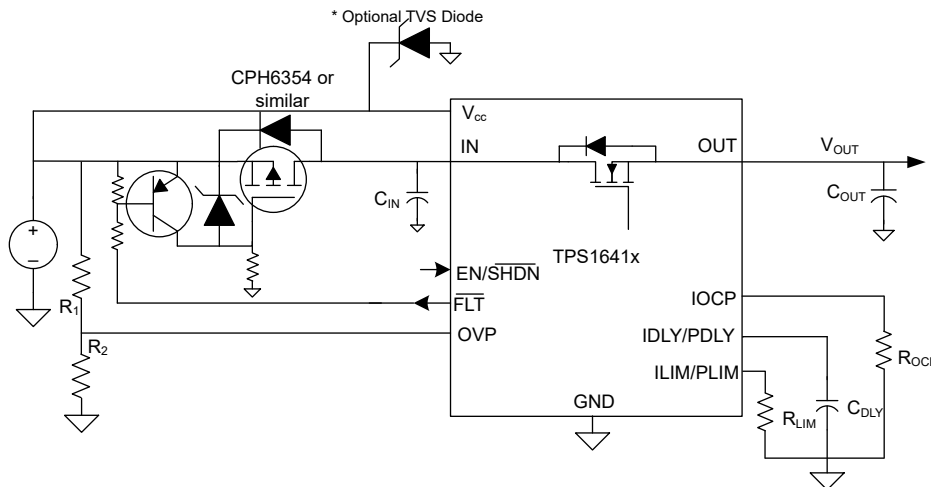 * Optional TVS Diode
CPH6354 or
similar
Vcc
IN
OUT
VOUT
CIN
COUT
TPS1641x
+
–
EN/SHDN
R1
FLT
IOCP
OVP
R2
IDLY/PDLY
ROCP
ILIM/PLIM
GND
RLIM
CDLY